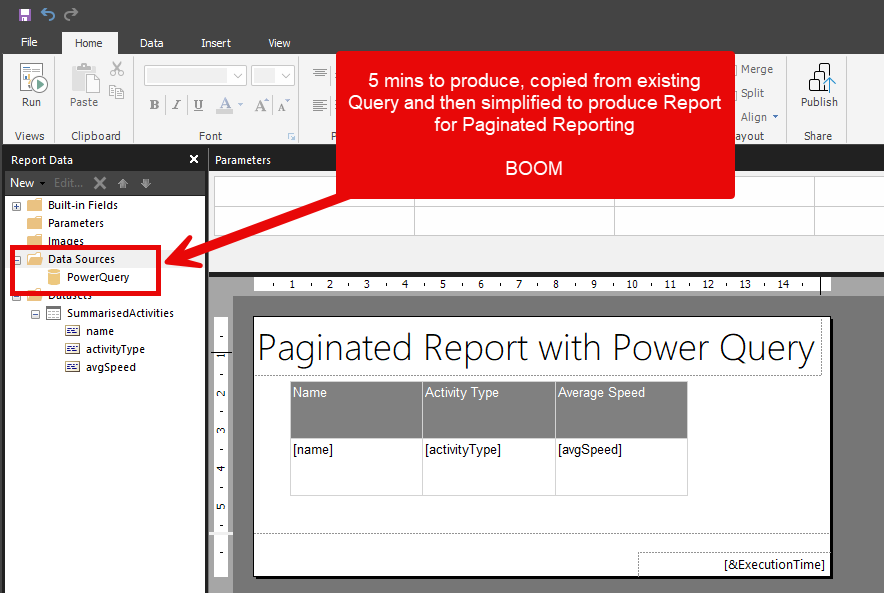 File
Home
Data
Insert
View
Run
Paste
B I U A A A
Merge
Split
Align
Publish
Views
Clipboard
Font
ayout
Share
5 mins to produce, copied from existing
Query and then simplified to produce Report
for Paginated Reporting
BOOM
Report Data
Parameters
New
Edit...
Built-in Fields
Parameters
Images
Data Sources
PowerQuery
Datasets
SummarisedActivities
name
activityType
avgSpeed
1 2 3 4 5 6 7 8 9 10 11 12 13 14
1
2
3
4
5
Paginated Report with Power Query
Name Activity Type Average Speed
[name] [activityType] [avgSpeed]
[&ExecutionTime]